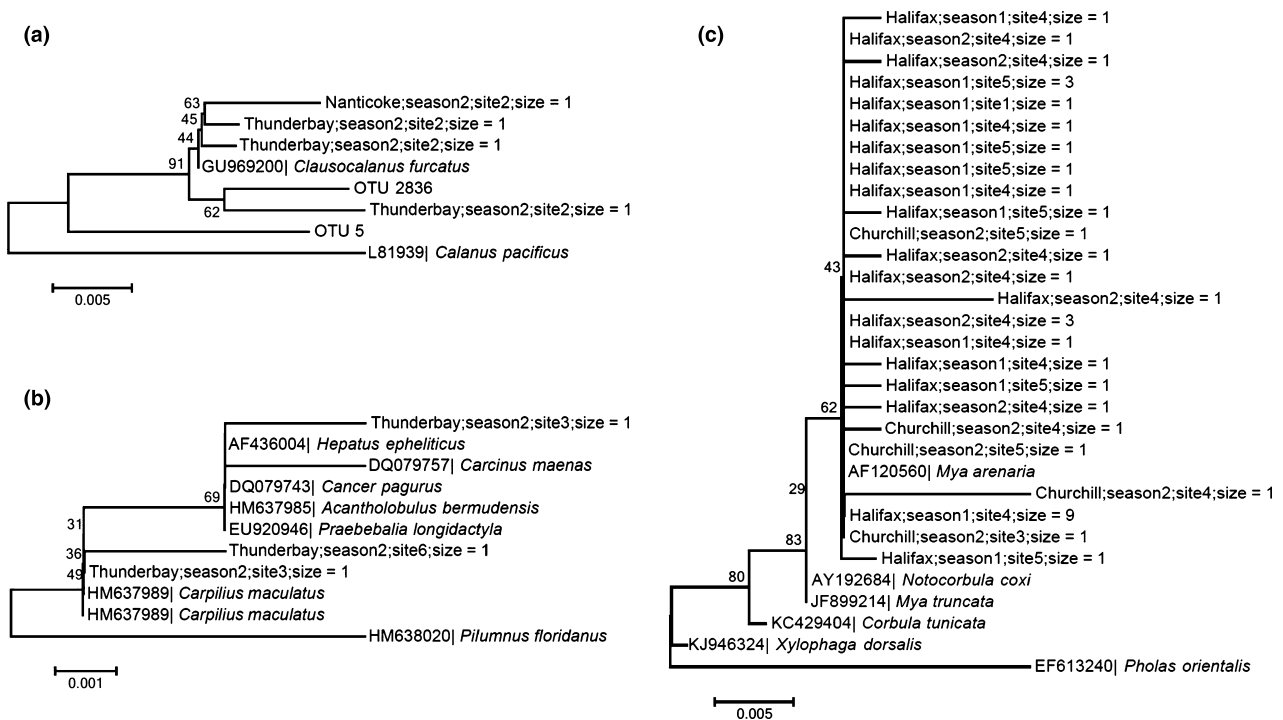 (a)
63
Nanticoke;season2;site2;size = 1
45
Thunderbay;season2;site2;size = 1
44
Thunderbay;season2;site2;size = 1
91
GU969200| Clausocalanus furcatus
OTU 2836
62
Thunderbay;season2;site2;size = 1
OTU 5
L81939| Calanus pacificus
0.005
(b)
Thunderbay;season2;site3;size = 1
AF436004| Hepatus epheliticus
DQ079757| Carcinus maenas
69
DQ079743| Cancer pagurus
HM637985| Acantholobus bermudensis
31
EU920946| Praebebalia longidactyla
36
Thunderbay;season2;site6;size = 1
49
Thunderbay;season2;site3;size = 1
HM637989| Carpilius maculatus
HM637989| Carpilius maculatus
HM638020| Pilumnus floridanus
0.001
(c)
Halifax;season1;site4;size = 1
Halifax;season2;site4;size = 1
Halifax;season2;site4;size = 1
Halifax;season1;site5;size = 3
Halifax;season1;site1;size = 1
Halifax;season1;site4;size = 1
Halifax;season1;site5;size = 1
Halifax;season1;site5;size = 1
Halifax;season1;site4;size = 1
Halifax;season1;site5;size = 1
Churchill;season2;site5;size = 1
Halifax;season2;site4;size = 1
43
Halifax;season2;site4;size = 1
Halifax;season2;site4;size = 1
Halifax;season2;site4;size = 3
Halifax;season1;site4;size = 1
Halifax;season1;site4;size = 1
Halifax;season1;site5;size = 1
62
Halifax;season2;site4;size = 1
Churchill;season2;site4;size = 1
Churchill;season2;site5;size = 1
AF120560| Mya arenaria
29
Churchill;season2;site4;size = 1
Halifax;season1;site4;size = 9
83
Churchill;season2;site3;size = 1
Halifax;season1;site5;size = 1
80
AY192684| Notocorbula coxi
JF899214| Mya truncata
KC429404| Corbula tunicata
KJ946324| Xylophaga dorsalis
EF613240| Pholas orientalis
0.005